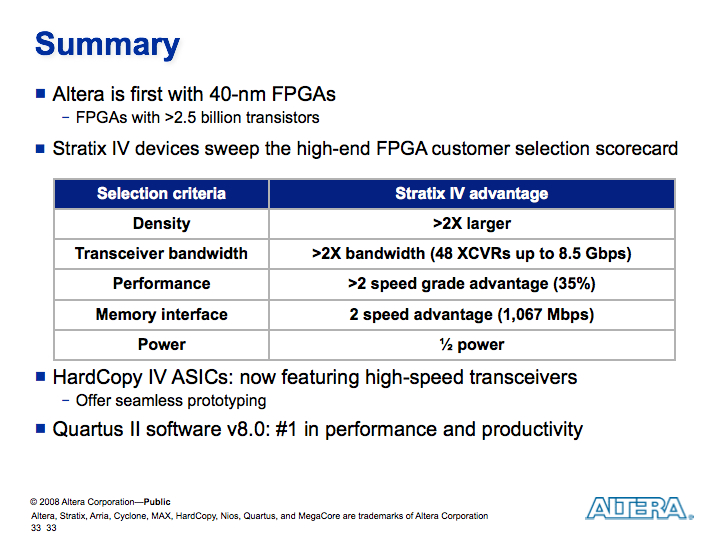 Summary
Altera is first with 40-nm FPGAs
– FPGAs with >2.5 billion transistors
Stratix IV devices sweep the high-end FPGA customer selection scorecard
Selection criteria Stratix IV advantage
Density >2X larger
Transceiver bandwidth >2X bandwidth (48 XCVRs up to 8.5 Gbps)
Performance >2 speed grade advantage (35%)
Memory interface 2 speed advantage (1,067 Mbps)
Power ½ power
HardCopy IV ASICs: now featuring high-speed transceivers
– Offer seamless prototyping
Quartus II software v8.0: #1 in performance and productivity
© 2008 Altera Corporation—Public
Altera, Stratix, Arria, Cyclone, MAX, HardCopy, Nios, Quartus, and MegaCore are trademarks of Altera Corporation
33 33
ALTERA®